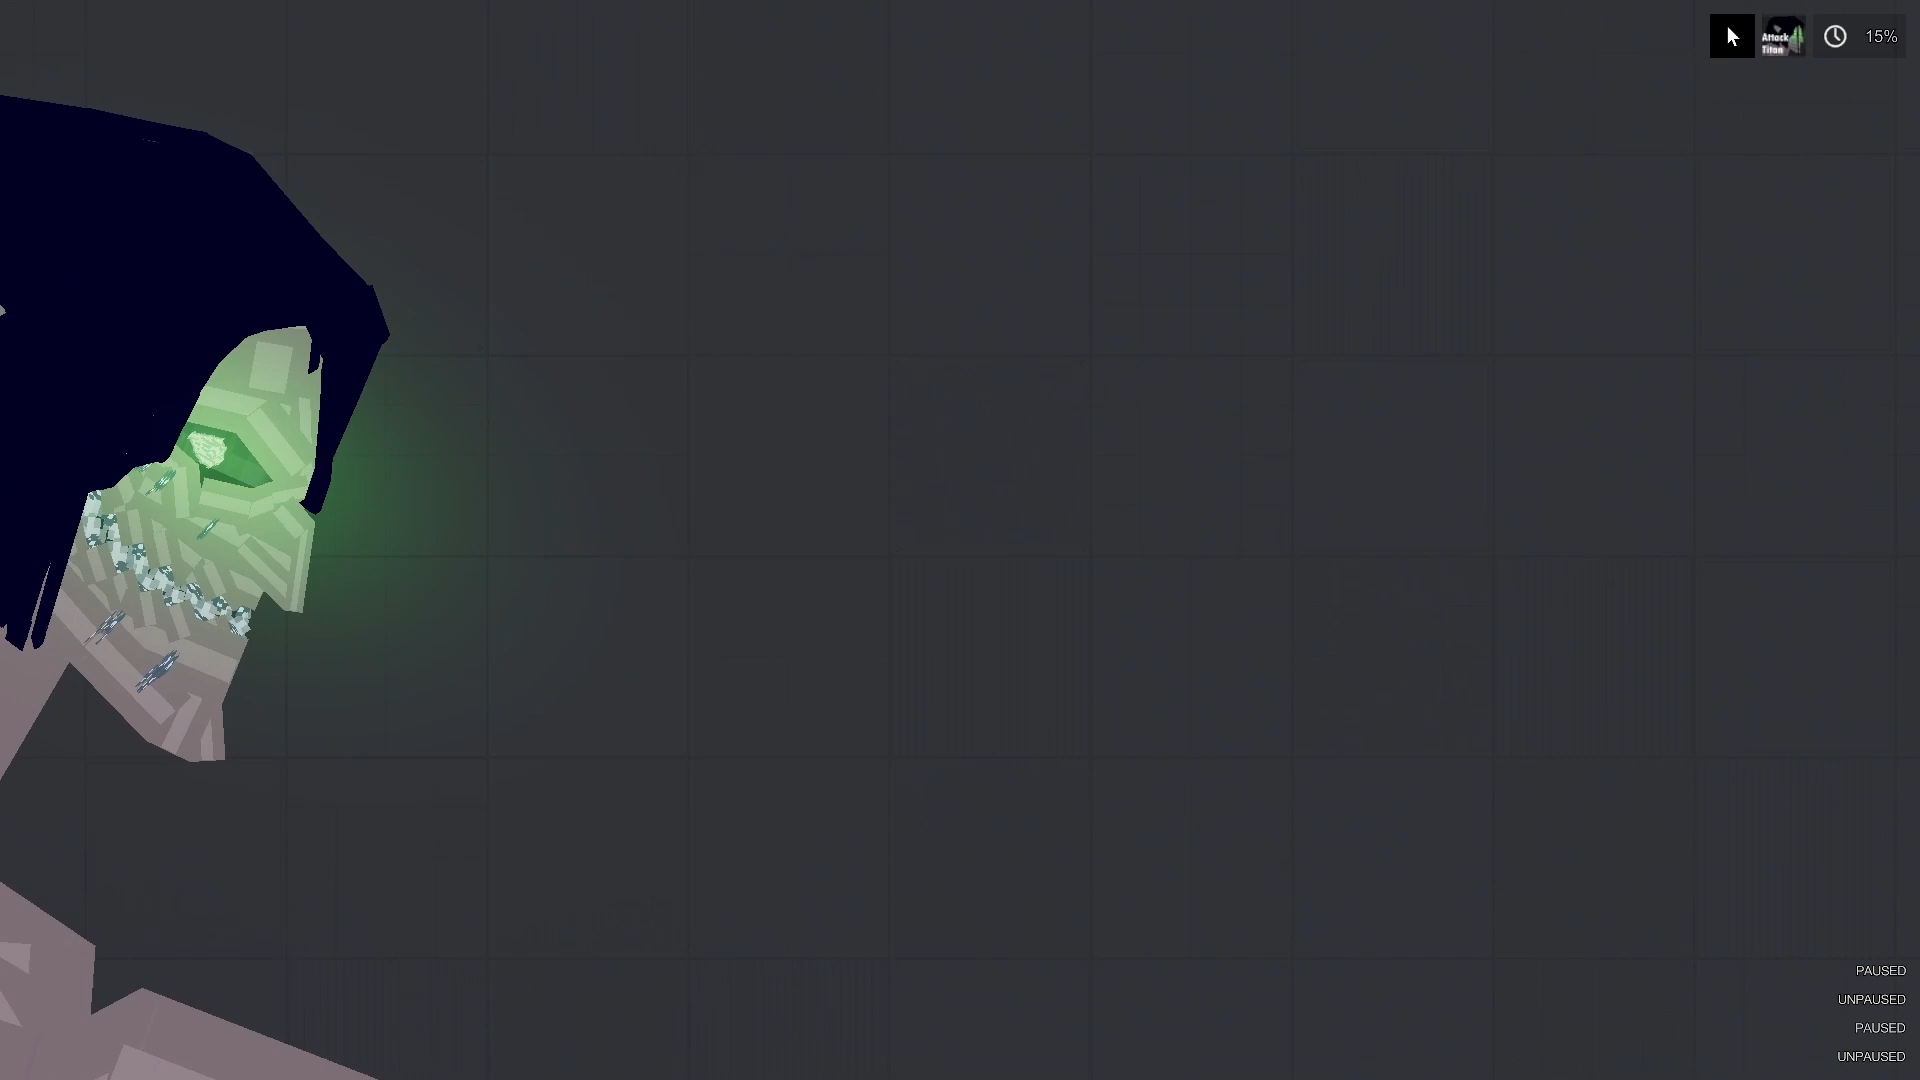 Attack
Titan
15%
PAUSED
UNPAUSED
PAUSED
UNPAUSED